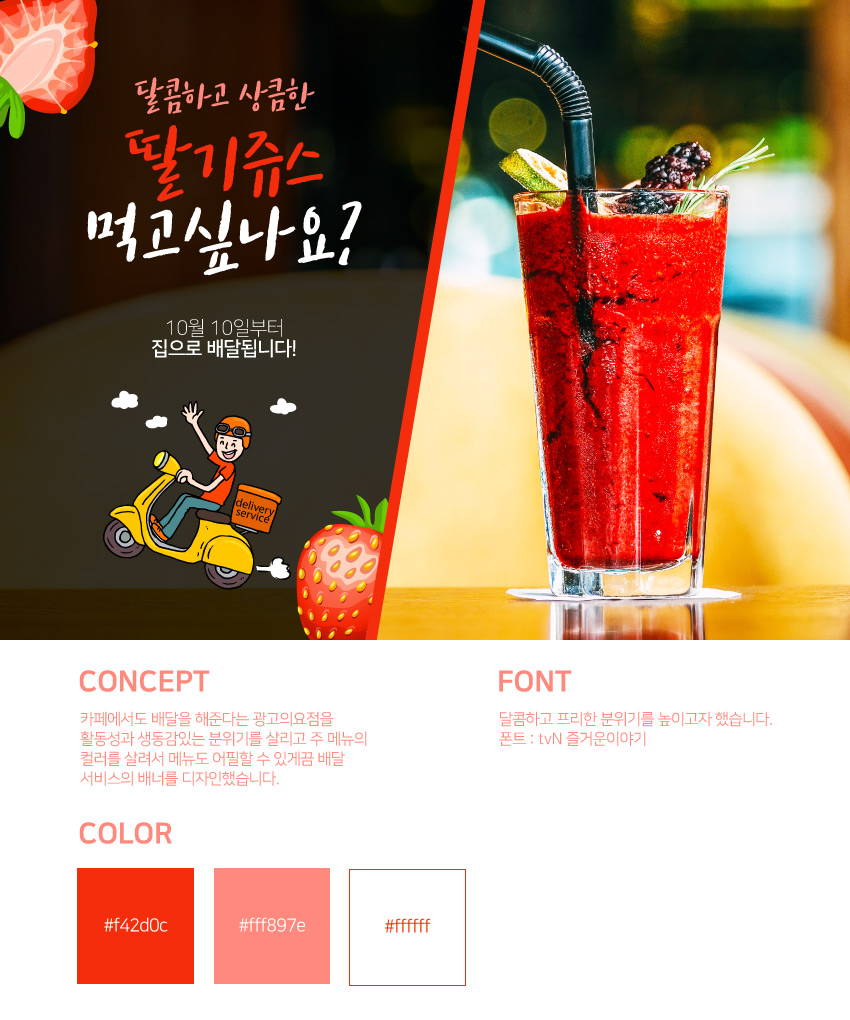 달콤하고 상콤한
딸기쥬스
먹고싶나요?
10월 10일부터
집으로 배달됩니다!
delivery
service
CONCEPT
카페에서도 배달을 해준다는 광고의요점을
활동성과 생동감있는 분위기를 살리고 주 메뉴의
컬러를 살려서 메뉴도 어필할 수 있게끔 배달
서비스의 배너를 디자인했습니다.
FONT
달콤하고 프리한 분위기를 높이고자 했습니다.
폰트 : tvN 즐거운이야기
COLOR
#f42d0c
#fff897e
#ffffff